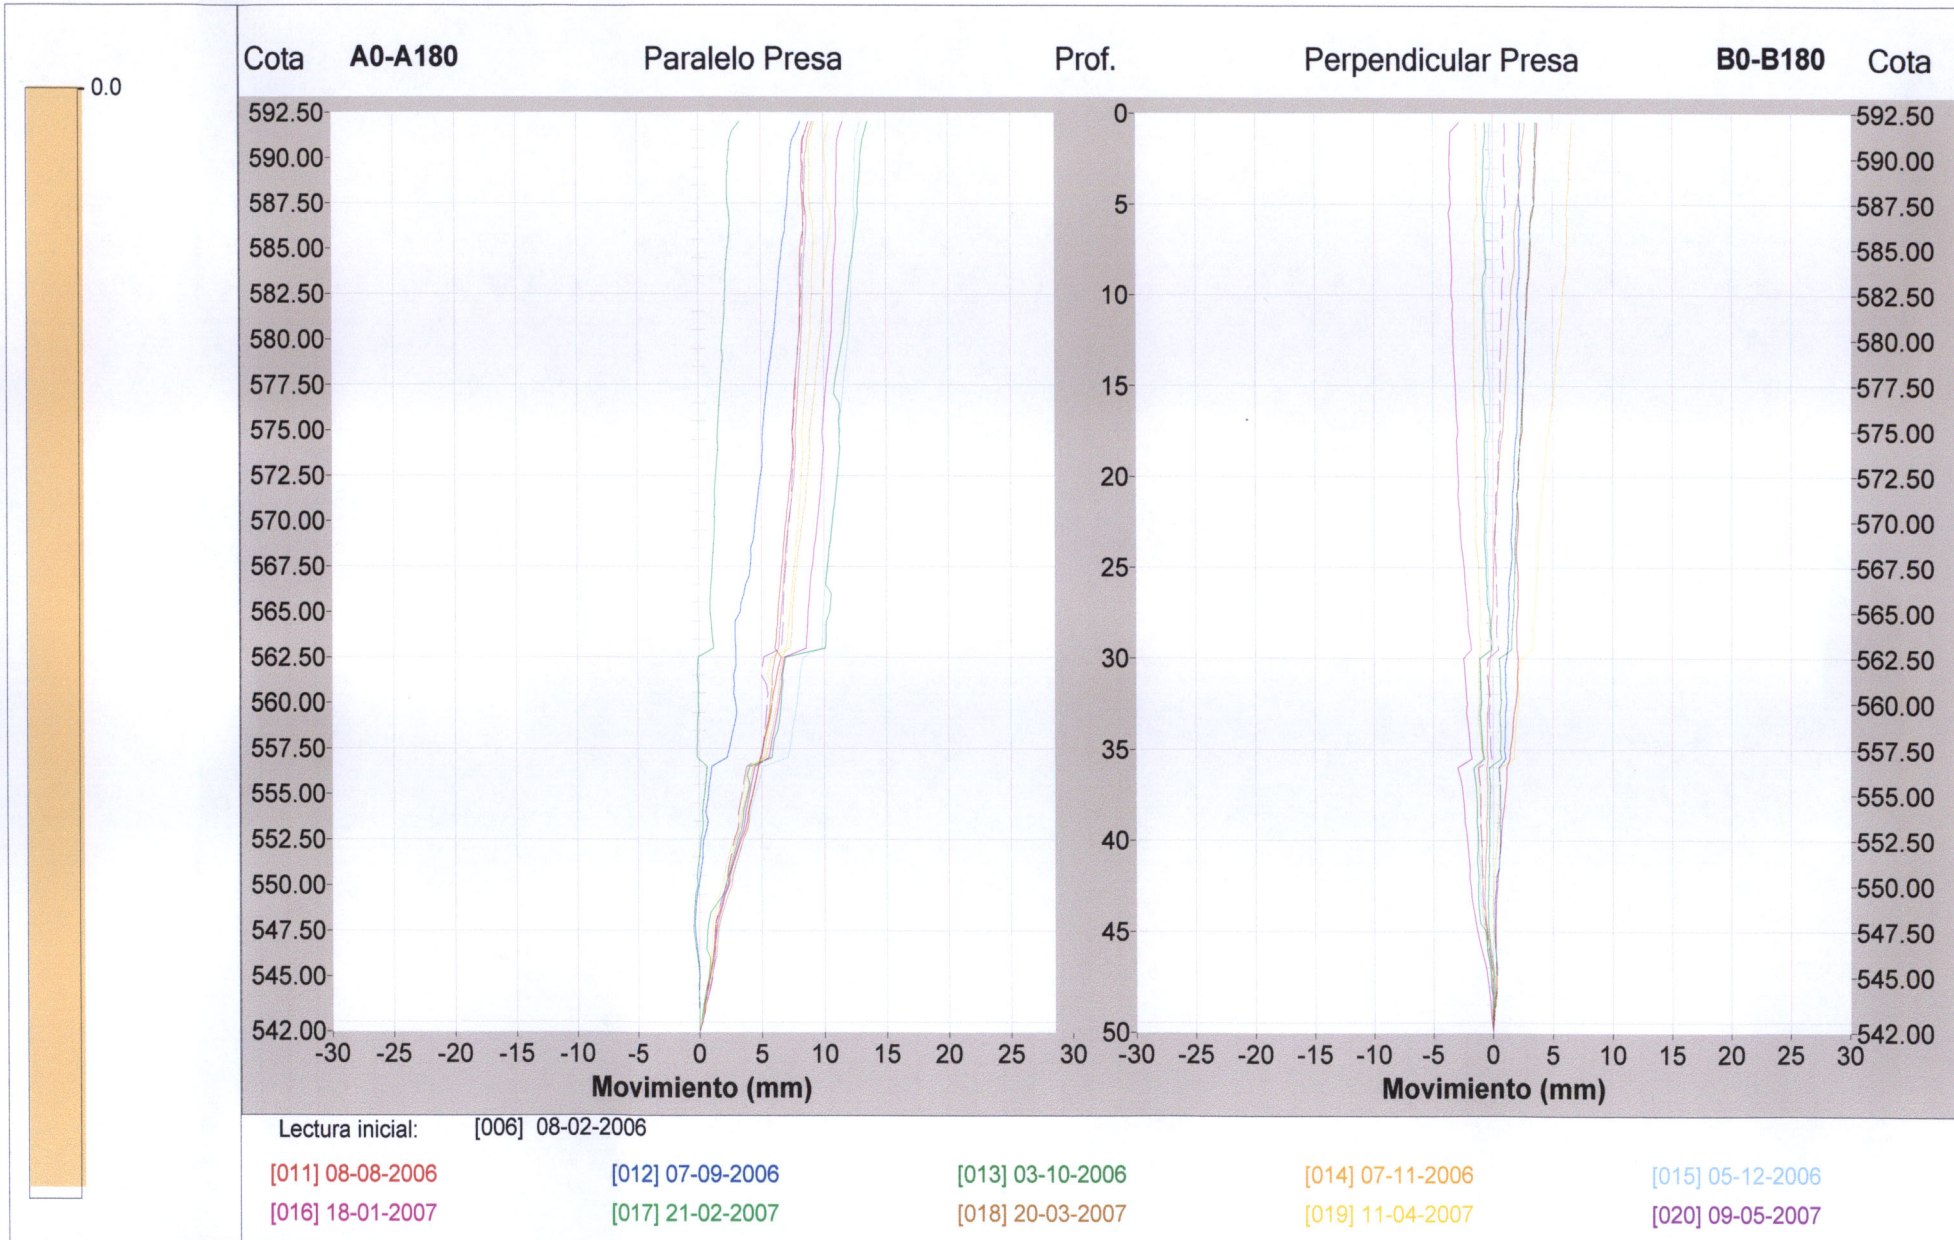 0.0
Cota A0-A180 Paralelo Presa Prof. Perpendicular Presa B0-B180 Cota
592.50 0 592.50
590.00 590.00
587.50 5 587.50
585.00 585.00
582.50 10 582.50
580.00 580.00
577.50 15 577.50
575.00 575.00
572.50 20 572.50
570.00 570.00
567.50 25 567.50
565.00 565.00
562.50 30 562.50
560.00 560.00
557.50 35 557.50
555.00 555.00
552.50 40 552.50
550.00 550.00
547.50 45 547.50
545.00 545.00
542.00 50 542.00
-30 -25 -20 -15 -10 -5 0 5 10 15 20 25 30 -30 -25 -20 -15 -10 -5 0 5 10 15 20 25 30
Movimiento (mm) Movimiento (mm)
Lectura inicial: [006] 08-02-2006
[011] 08-08-2006 [012] 07-09-2006 [013] 03-10-2006 [014] 07-11-2006 [015] 05-12-2006
[016] 18-01-2007 [017] 21-02-2007 [018] 20-03-2007 [019] 11-04-2007 [020] 09-05-2007